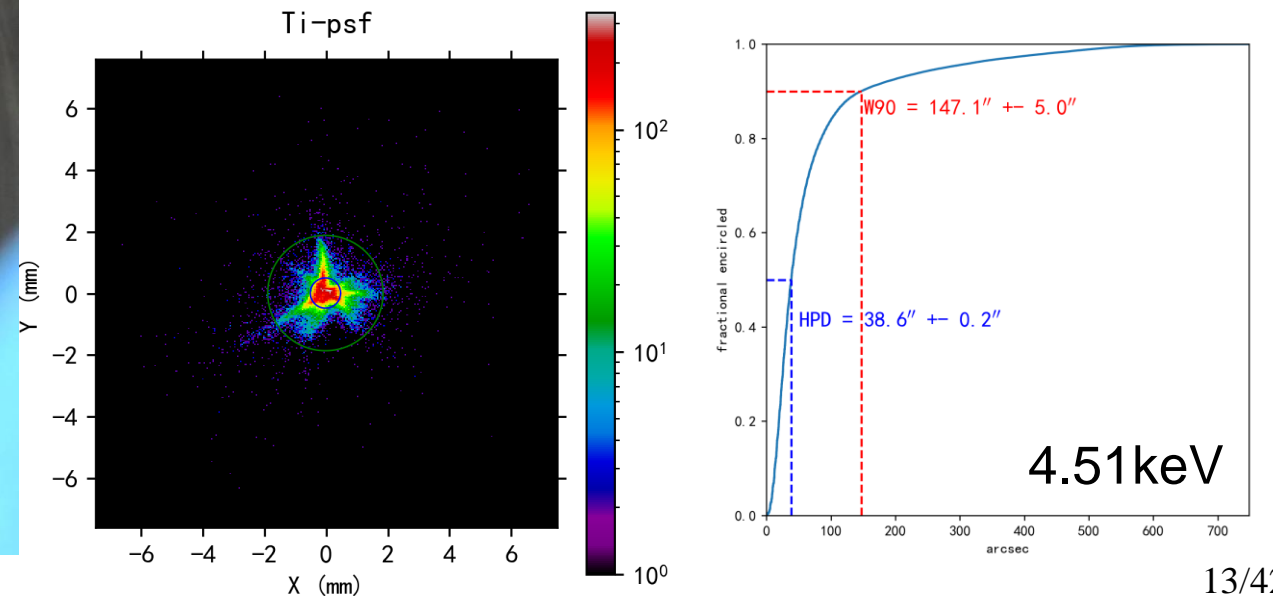 Ti-psf
Y (mm)
6
4
2
0
−2
−4
−6
−6 −4 −2 0 2 4 6
X (mm)
10²
10¹
10⁰
fractional encircled
1.0
0.8
0.6
0.4
0.2
0.0
W90 = 147.1″ +− 5.0″
HPD = 38.6″ +− 0.2″
4.51keV
0 100 200 300 400 500 600 700
arcsec